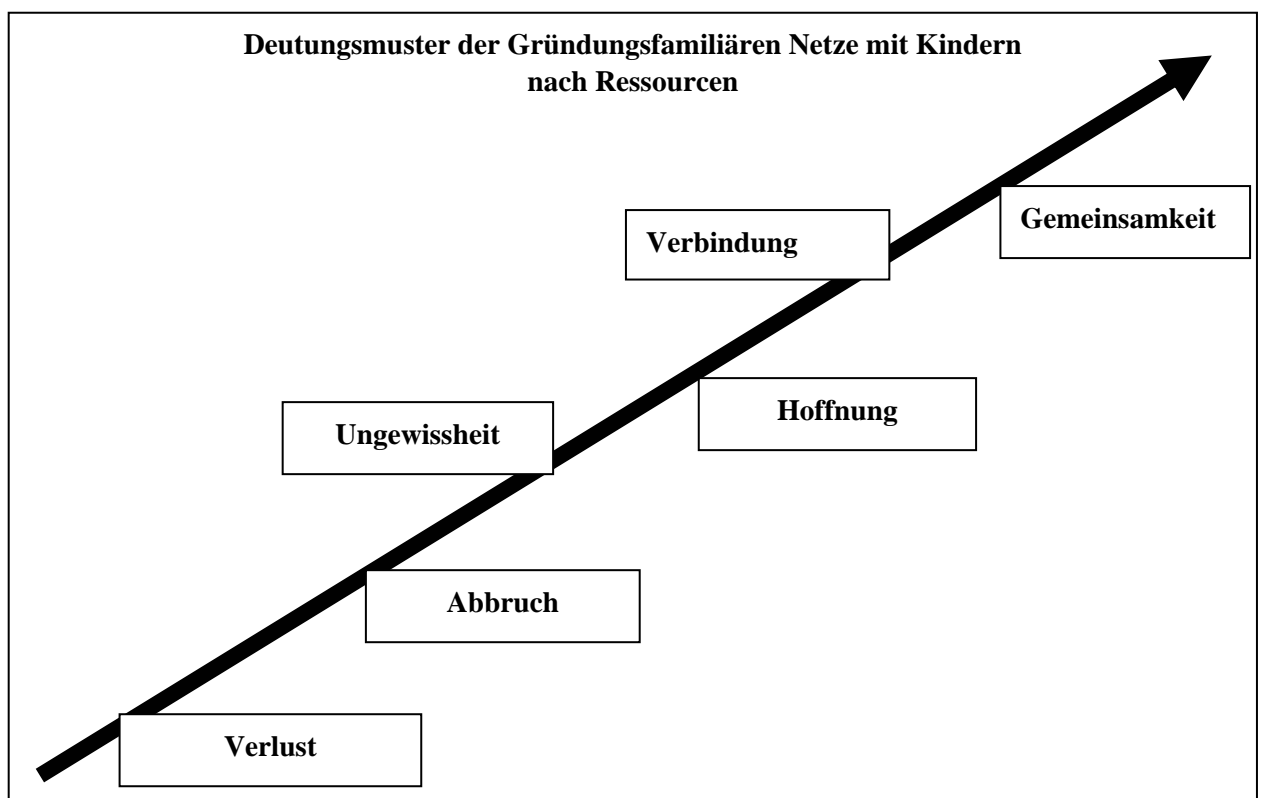 Deutungsmuster der Gründungsfamiliären Netze mit Kindern
nach Ressourcen
Gemeinsamkeit
Verbindung
Hoffnung
Ungewissheit
Abbruch
Verlust